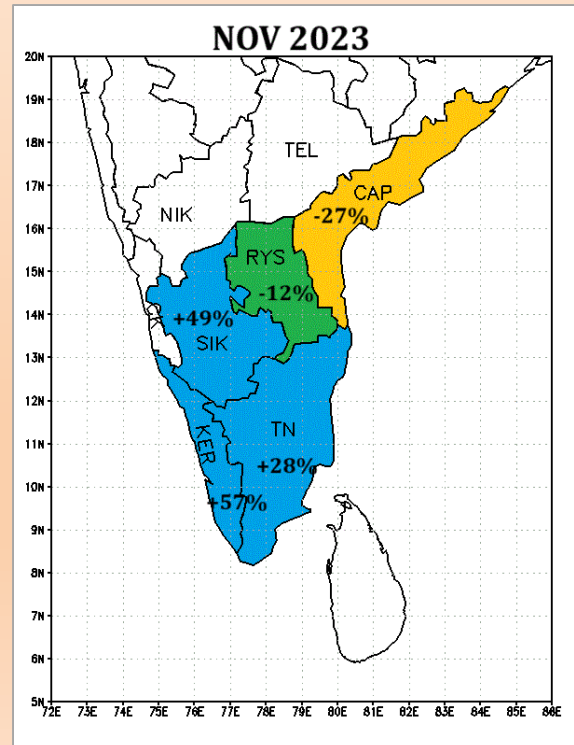 NOV 2023
20N
19N
18N
17N
16N
15N
14N
13N
12N
11N
10N
9N
8N
7N
6N
5N
TEL
CAP
-27%
NIK
RYS
-12%
+49%
SIK
TN
+28%
KER
+57%
72E 73E 74E 75E 76E 77E 78E 79E 80E 81E 82E 83E 84E 85E 86E